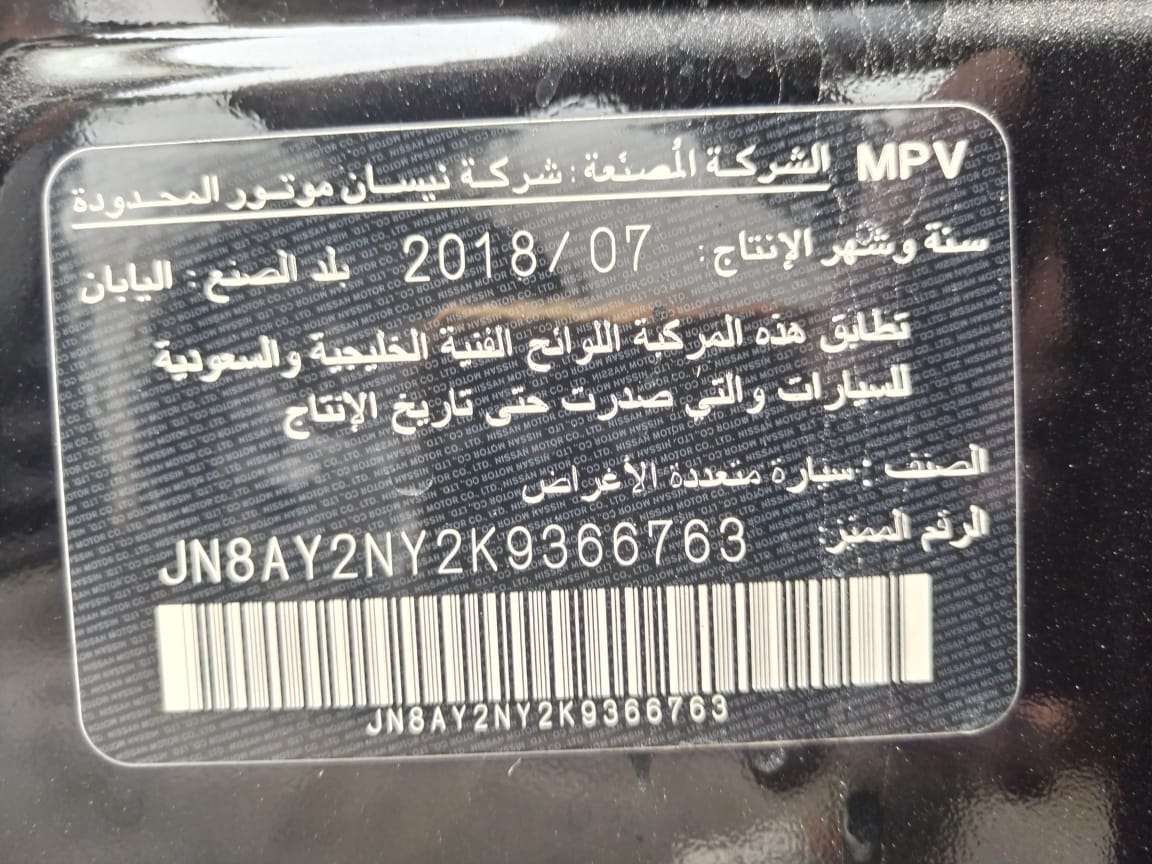 MPV الشركة المُصنّعة : شركة نيسان موتور المحدودة
سنة وشهر الإنتاج: 2018/07 بلد الصنع : اليابان
تطابق هذه المركبة اللوائح الفنية الخليجية والسعودية
للسيارات والتي صدرت حتى تاريخ الإنتاج
الصنف : سيارة متعددة الأغراض
الرقم المميّز: JN8AY2NY2K9366763
JN8AY2NY2K9366763